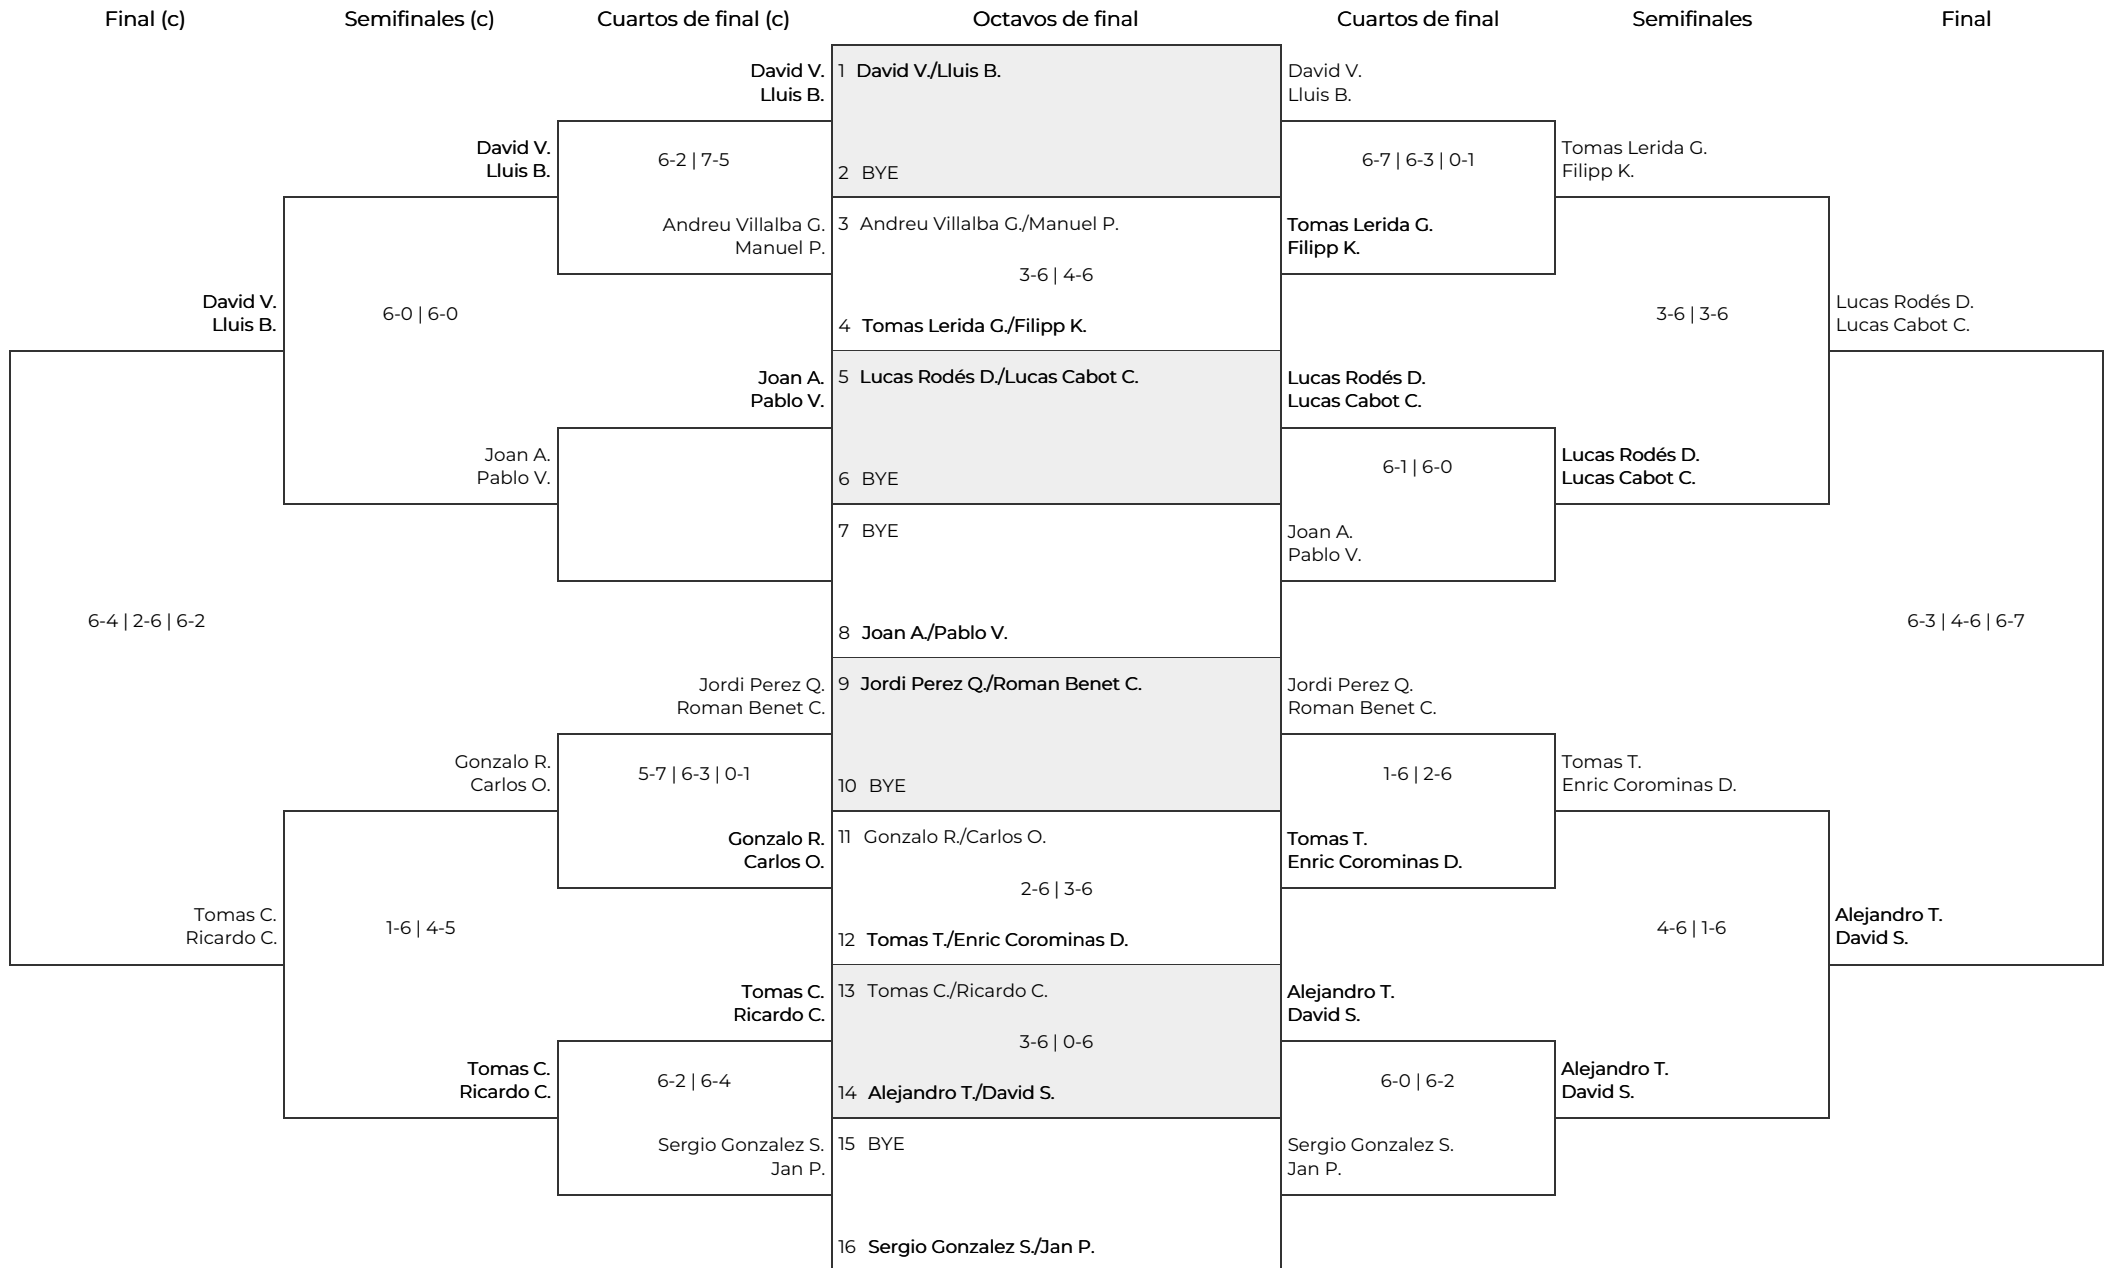 Final (c) Semifinales (c) Cuartos de final (c) Octavos de final Cuartos de final Semifinales Final
David V.
Lluis B.
1 David V./Lluis B.
David V.
Lluis B.
David V.
Lluis B.
6-2 | 7-5
2 BYE
6-7 | 6-3 | 0-1
Tomas Lerida G.
Filipp K.
Andreu Villalba G.
Manuel P.
3 Andreu Villalba G./Manuel P.
Tomas Lerida G.
Filipp K.
3-6 | 4-6
David V.
Lluis B.
6-0 | 6-0
4 Tomas Lerida G./Filipp K.
3-6 | 3-6
Lucas Rodés D.
Lucas Cabot C.
Joan A.
Pablo V.
5 Lucas Rodés D./Lucas Cabot C.
Lucas Rodés D.
Lucas Cabot C.
Joan A.
Pablo V.
6 BYE
6-1 | 6-0
Lucas Rodés D.
Lucas Cabot C.
7 BYE
Joan A.
Pablo V.
6-4 | 2-6 | 6-2
8 Joan A./Pablo V.
6-3 | 4-6 | 6-7
Jordi Perez Q.
Roman Benet C.
9 Jordi Perez Q./Roman Benet C.
Jordi Perez Q.
Roman Benet C.
Gonzalo R.
Carlos O.
5-7 | 6-3 | 0-1
10 BYE
1-6 | 2-6
Tomas T.
Enric Corominas D.
Gonzalo R.
Carlos O.
11 Gonzalo R./Carlos O.
Tomas T.
Enric Corominas D.
2-6 | 3-6
Tomas C.
Ricardo C.
1-6 | 4-5
12 Tomas T./Enric Corominas D.
4-6 | 1-6
Alejandro T.
David S.
Tomas C.
Ricardo C.
13 Tomas C./Ricardo C.
Alejandro T.
David S.
3-6 | 0-6
Tomas C.
Ricardo C.
6-2 | 6-4
14 Alejandro T./David S.
6-0 | 6-2
Alejandro T.
David S.
Sergio Gonzalez S.
Jan P.
15 BYE
Sergio Gonzalez S.
Jan P.
16 Sergio Gonzalez S./Jan P.